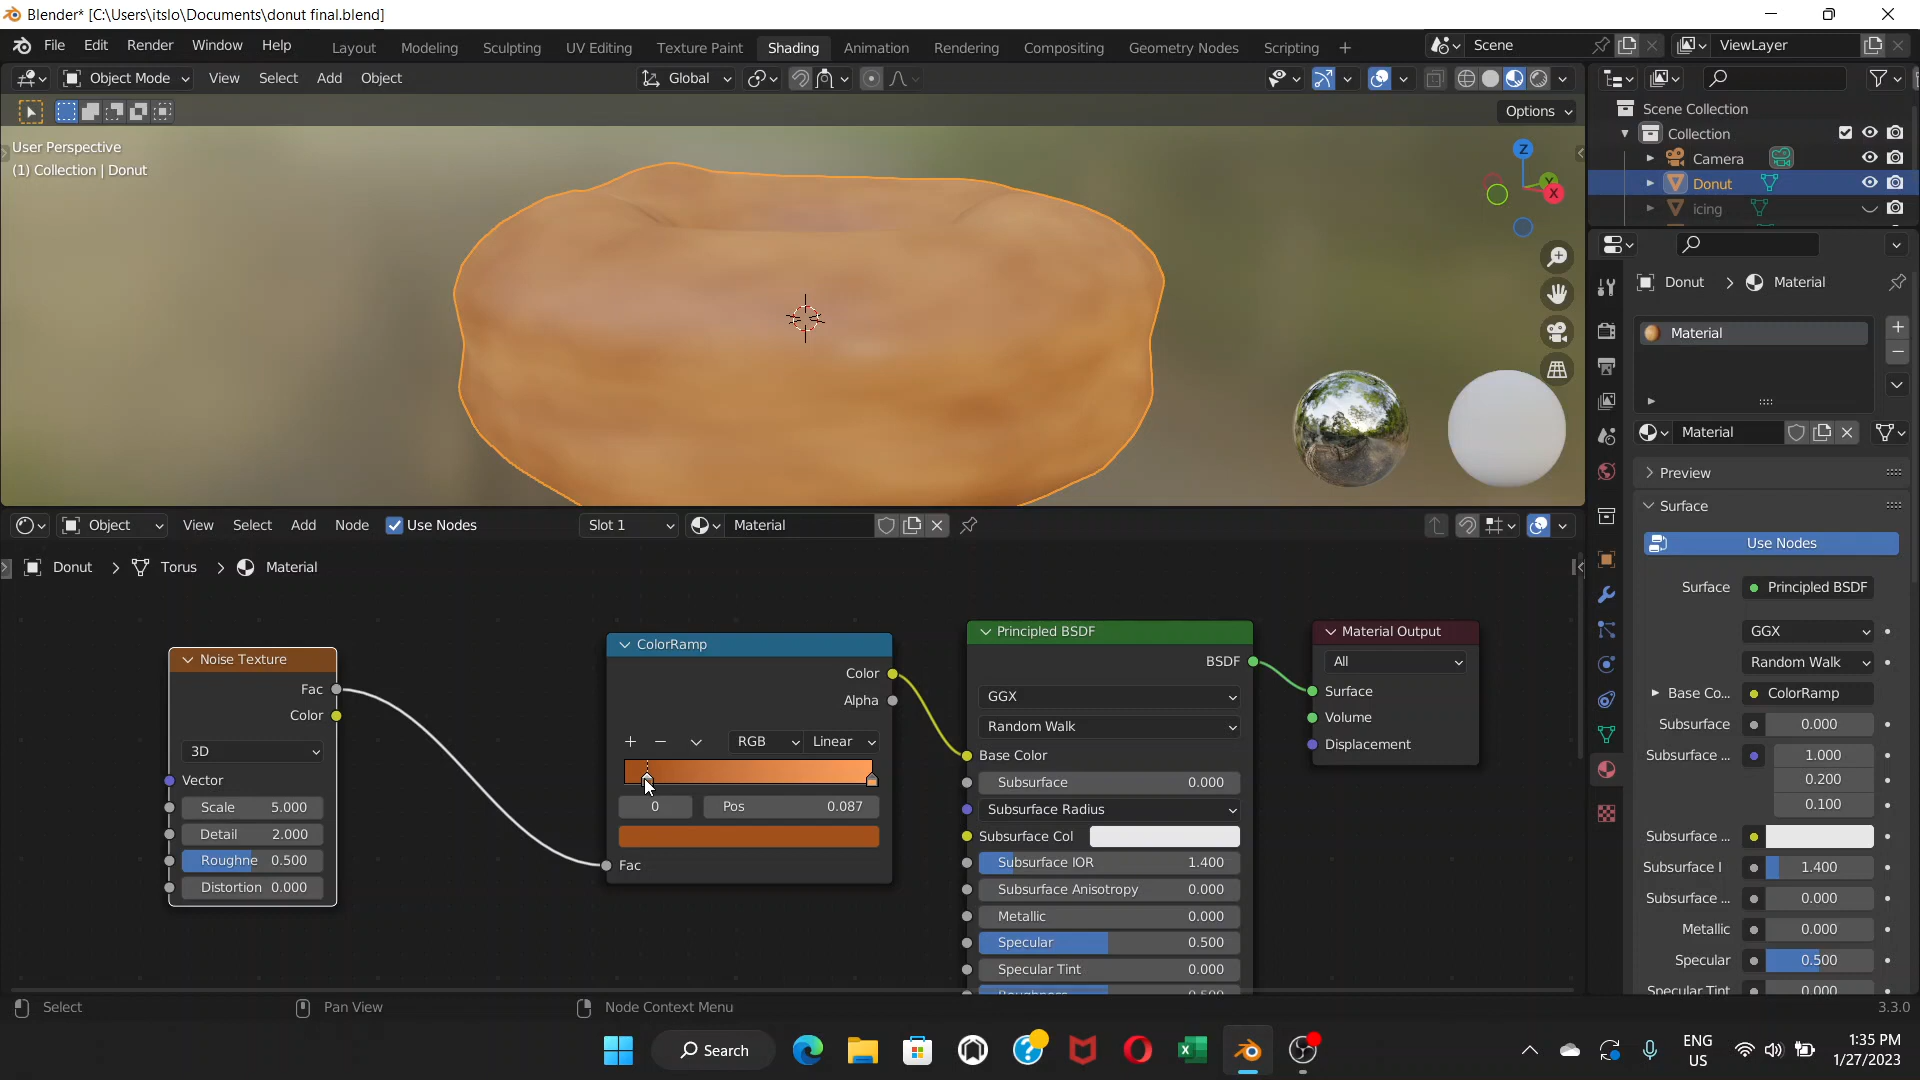 Blender* [C:\Users\itslo\Documents\donut final.blend]
File Edit Render Window Help Layout Modeling Sculpting UV Editing Texture Paint Shading Animation Rendering Compositing Geometry Nodes Scripting + Scene ViewLayer
Object Mode View Select Add Object Global
Options
User Perspective
(1) Collection | Donut
Z
Y
X
Scene Collection
Collection
Camera
Donut
icing
Donut > Material
Material
Material
Preview
Surface
Use Nodes
Surface Principled BSDF
GGX
Random Walk
Base Co... ColorRamp
Subsurface 0.000
Subsurface ... 1.000
0.200
0.100
Subsurface ...
Subsurface I 1.400
Subsurface ... 0.000
Metallic 0.000
Specular 0.500
Specular Tint 0.000
Object View Select Add Node Use Nodes Slot 1 Material
Donut > Torus > Material
Noise Texture
Fac
Color
3D
Vector
Scale 5.000
Detail 2.000
Roughne 0.500
Distortion 0.000
ColorRamp
Color
Alpha
+ − RGB Linear
0 Pos 0.087
Fac
Principled BSDF
BSDF
GGX
Random Walk
Base Color
Subsurface 0.000
Subsurface Radius
Subsurface Col
Subsurface IOR 1.400
Subsurface Anisotropy 0.000
Metallic 0.000
Specular 0.500
Specular Tint 0.000
Roughness 0.500
Material Output
All
Surface
Volume
Displacement
Select Pan View Node Context Menu 3.3.0
Search
ENG
US
1:35 PM
1/27/2023